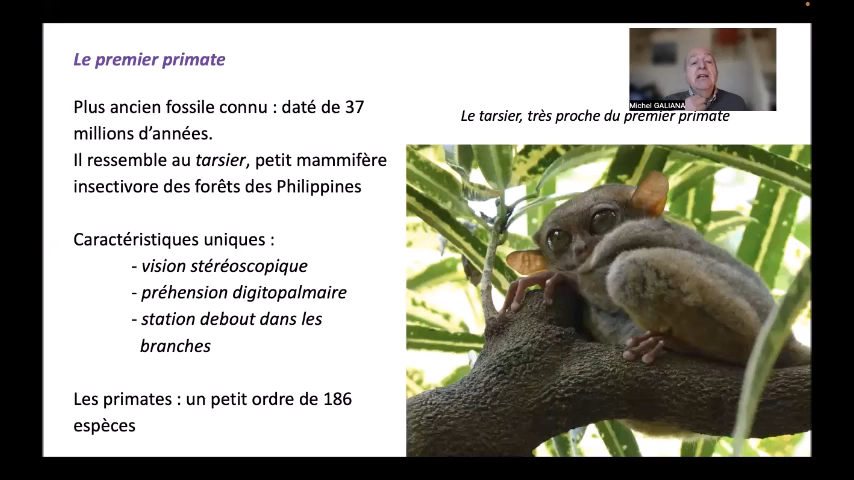 Le premier primate
Michel GALIANA
Le tarsier, très proche du premier primate
Plus ancien fossile connu : daté de 37
millions d’années.
Il ressemble au tarsier, petit mammifère
insectivore des forêts des Philippines
Caractéristiques uniques :
- vision stéréoscopique
- préhension digitopalmaire
- station debout dans les
branches
Les primates : un petit ordre de 186
espèces